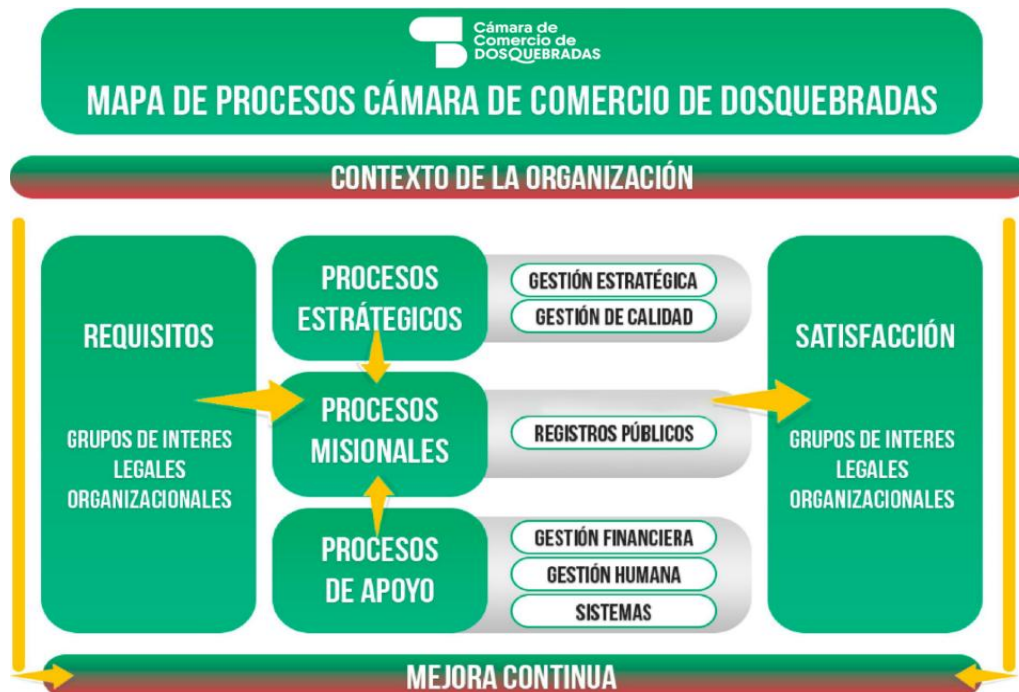 Cámara de
Comercio de
DOSQUEBRADAS
MAPA DE PROCESOS CÁMARA DE COMERCIO DE DOSQUEBRADAS
CONTEXTO DE LA ORGANIZACIÓN
REQUISITOS
GRUPOS DE INTERES
LEGALES
ORGANIZACIONALES
PROCESOS
ESTRÁTEGICOS
GESTIÓN ESTRATÉGICA
GESTIÓN DE CALIDAD
PROCESOS
MISIONALES
REGISTROS PÚBLICOS
PROCESOS
DE APOYO
GESTIÓN FINANCIERA
GESTIÓN HUMANA
SISTEMAS
SATISFACCIÓN
GRUPOS DE INTERES
LEGALES
ORGANIZACIONALES
MEJORA CONTINUA